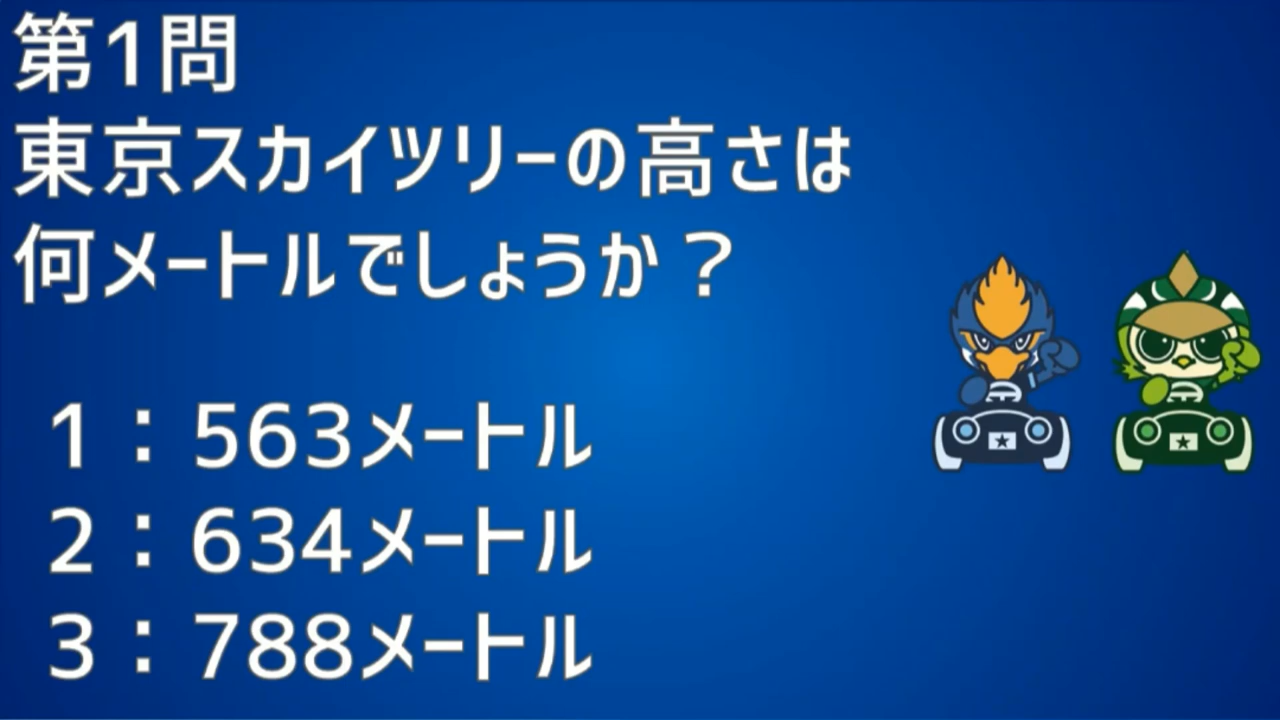 第1問
東京スカイツリーの高さは
何メートルでしょうか？
1：563メートル
2：634メートル
3：788メートル